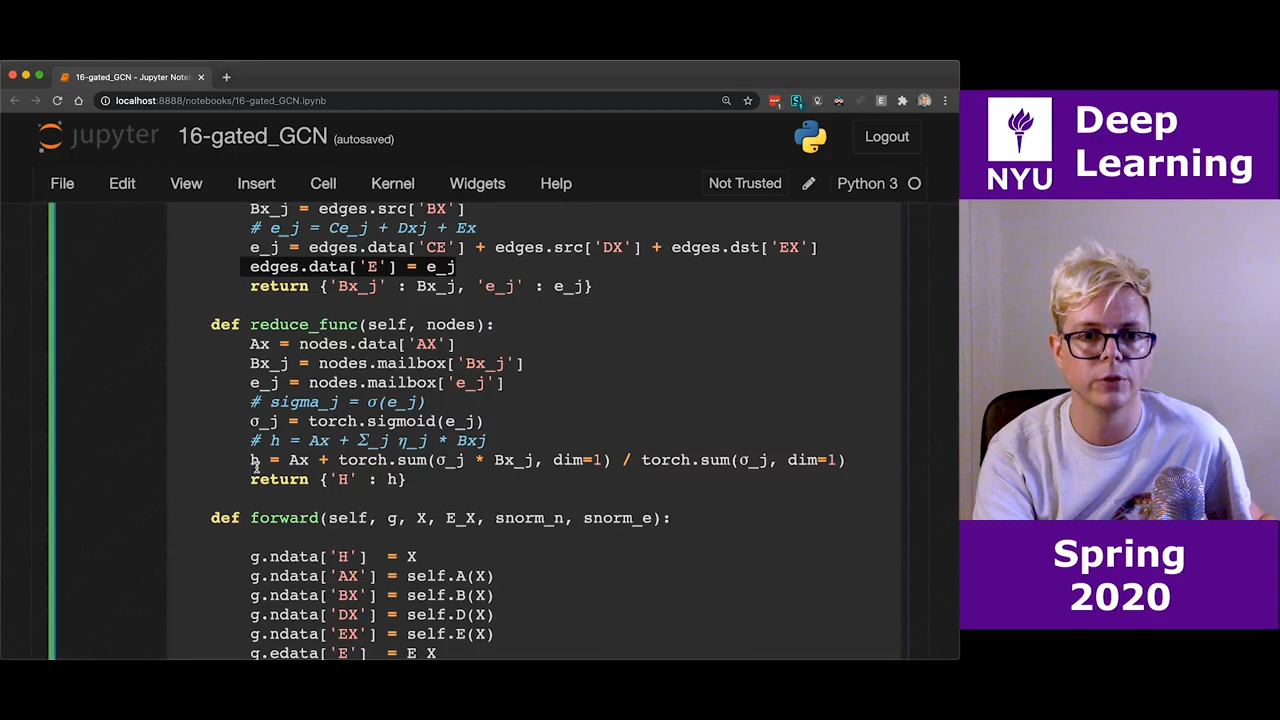 16-gated_GCN - Jupyter Note
localhost:8888/notebooks/16-gated_GCN.ipynb
jupyter 16-gated_GCN (autosaved)
Logout
File Edit View Insert Cell Kernel Widgets Help
Not Trusted Python 3
Bx_j = edges.src['BX']
# e_j = Ce_j + Dxj + Ex
e_j = edges.data['CE'] + edges.src['DX'] + edges.dst['EX']
edges.data['E'] = e_j
return {'Bx_j' : Bx_j, 'e_j' : e_j}
def reduce_func(self, nodes):
Ax = nodes.data['AX']
Bx_j = nodes.mailbox['Bx_j']
e_j = nodes.mailbox['e_j']
# sigma_j = σ(e_j)
σ_j = torch.sigmoid(e_j)
# h = Ax + Σ_j η_j * Bxj
h = Ax + torch.sum(σ_j * Bx_j, dim=1) / torch.sum(σ_j, dim=1)
return {'H' : h}
def forward(self, g, X, E_X, snorm_n, snorm_e):
g.ndata['H'] = X
g.ndata['AX'] = self.A(X)
g.ndata['BX'] = self.B(X)
g.ndata['DX'] = self.D(X)
g.ndata['EX'] = self.E(X)
g.edata['E'] = E_X
NYU
Deep
Learning
Spring
2020